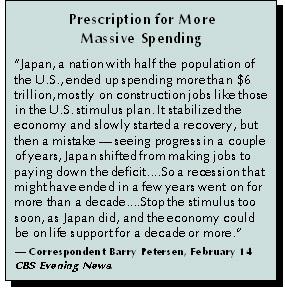 Prescription for More
Massive Spending
“Japan, a nation with half the population of
the U.S., ended up spending more than $6
trillion, mostly on construction jobs like those
in the U.S. stimulus plan. It stabilized the
economy and slowly started a recovery, but
then a mistake — seeing progress in a couple
of years, Japan shifted from making jobs to
paying down the deficit....So a recession that
might have ended in a few years went on for
more than a decade....Stop the stimulus too
soon, as Japan did, and the economy could
be on life support for a decade or more.”
— Correspondent Barry Petersen, February 14
CBS Evening News.